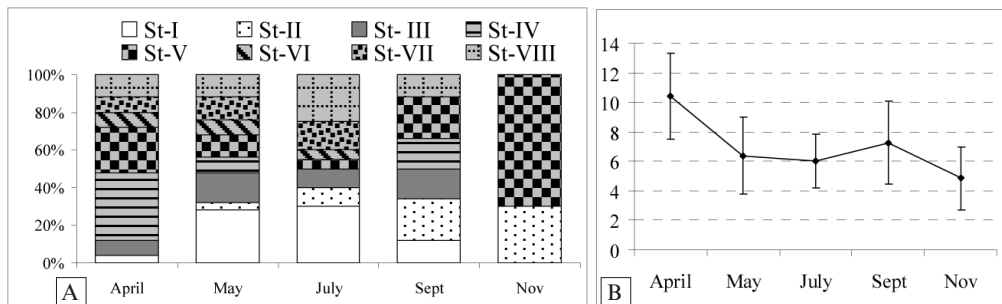 St-I St-II St- III St-IV
St-V St-VI St-VII St-VIII
100%
80%
60%
40%
20%
0%
A
April May July Sept Nov
14
12
10
8
6
4
2
0
B
April May July Sept Nov